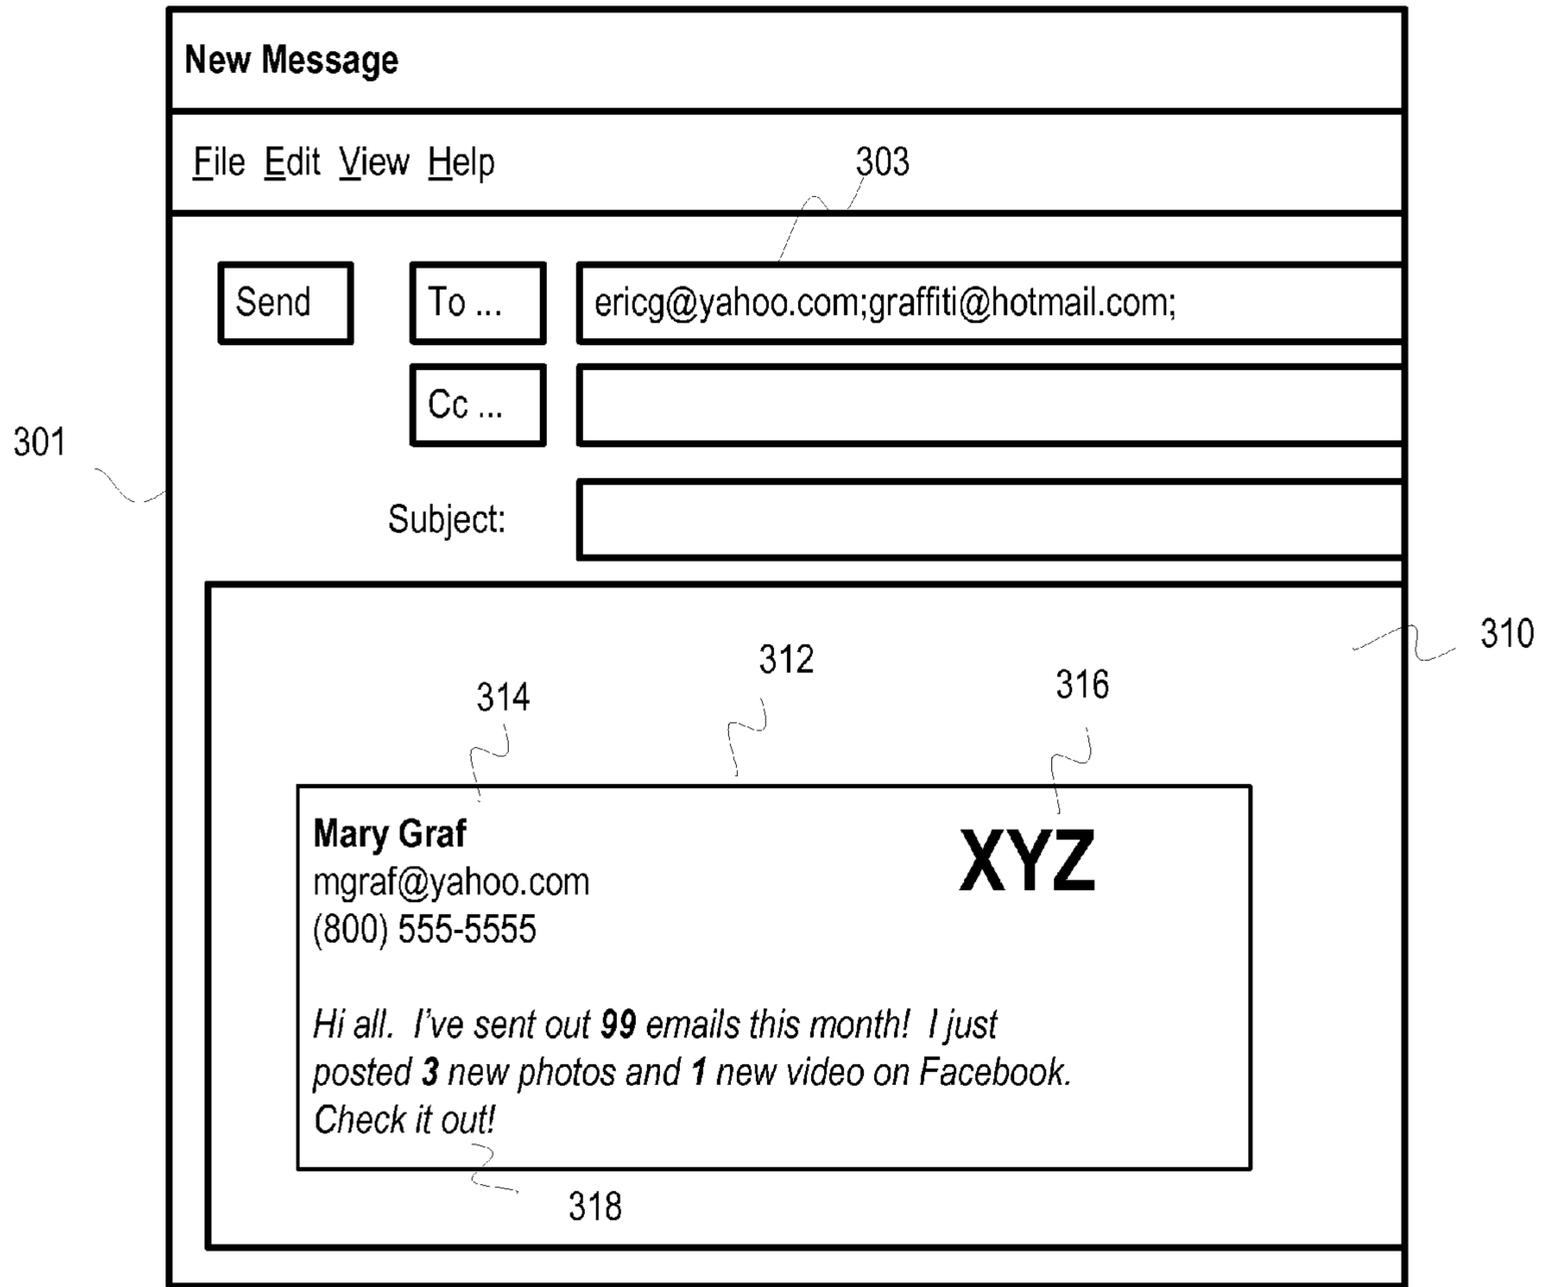 New Message
File Edit View Help
303
Send To ... ericg@yahoo.com;graffiti@hotmail.com;
Cc ...
301
Subject:
310
312
314
316
Mary Graf
XYZ
mgraf@yahoo.com
(800) 555-5555
Hi all. I've sent out 99 emails this month! I just
posted 3 new photos and 1 new video on Facebook.
Check it out!
318